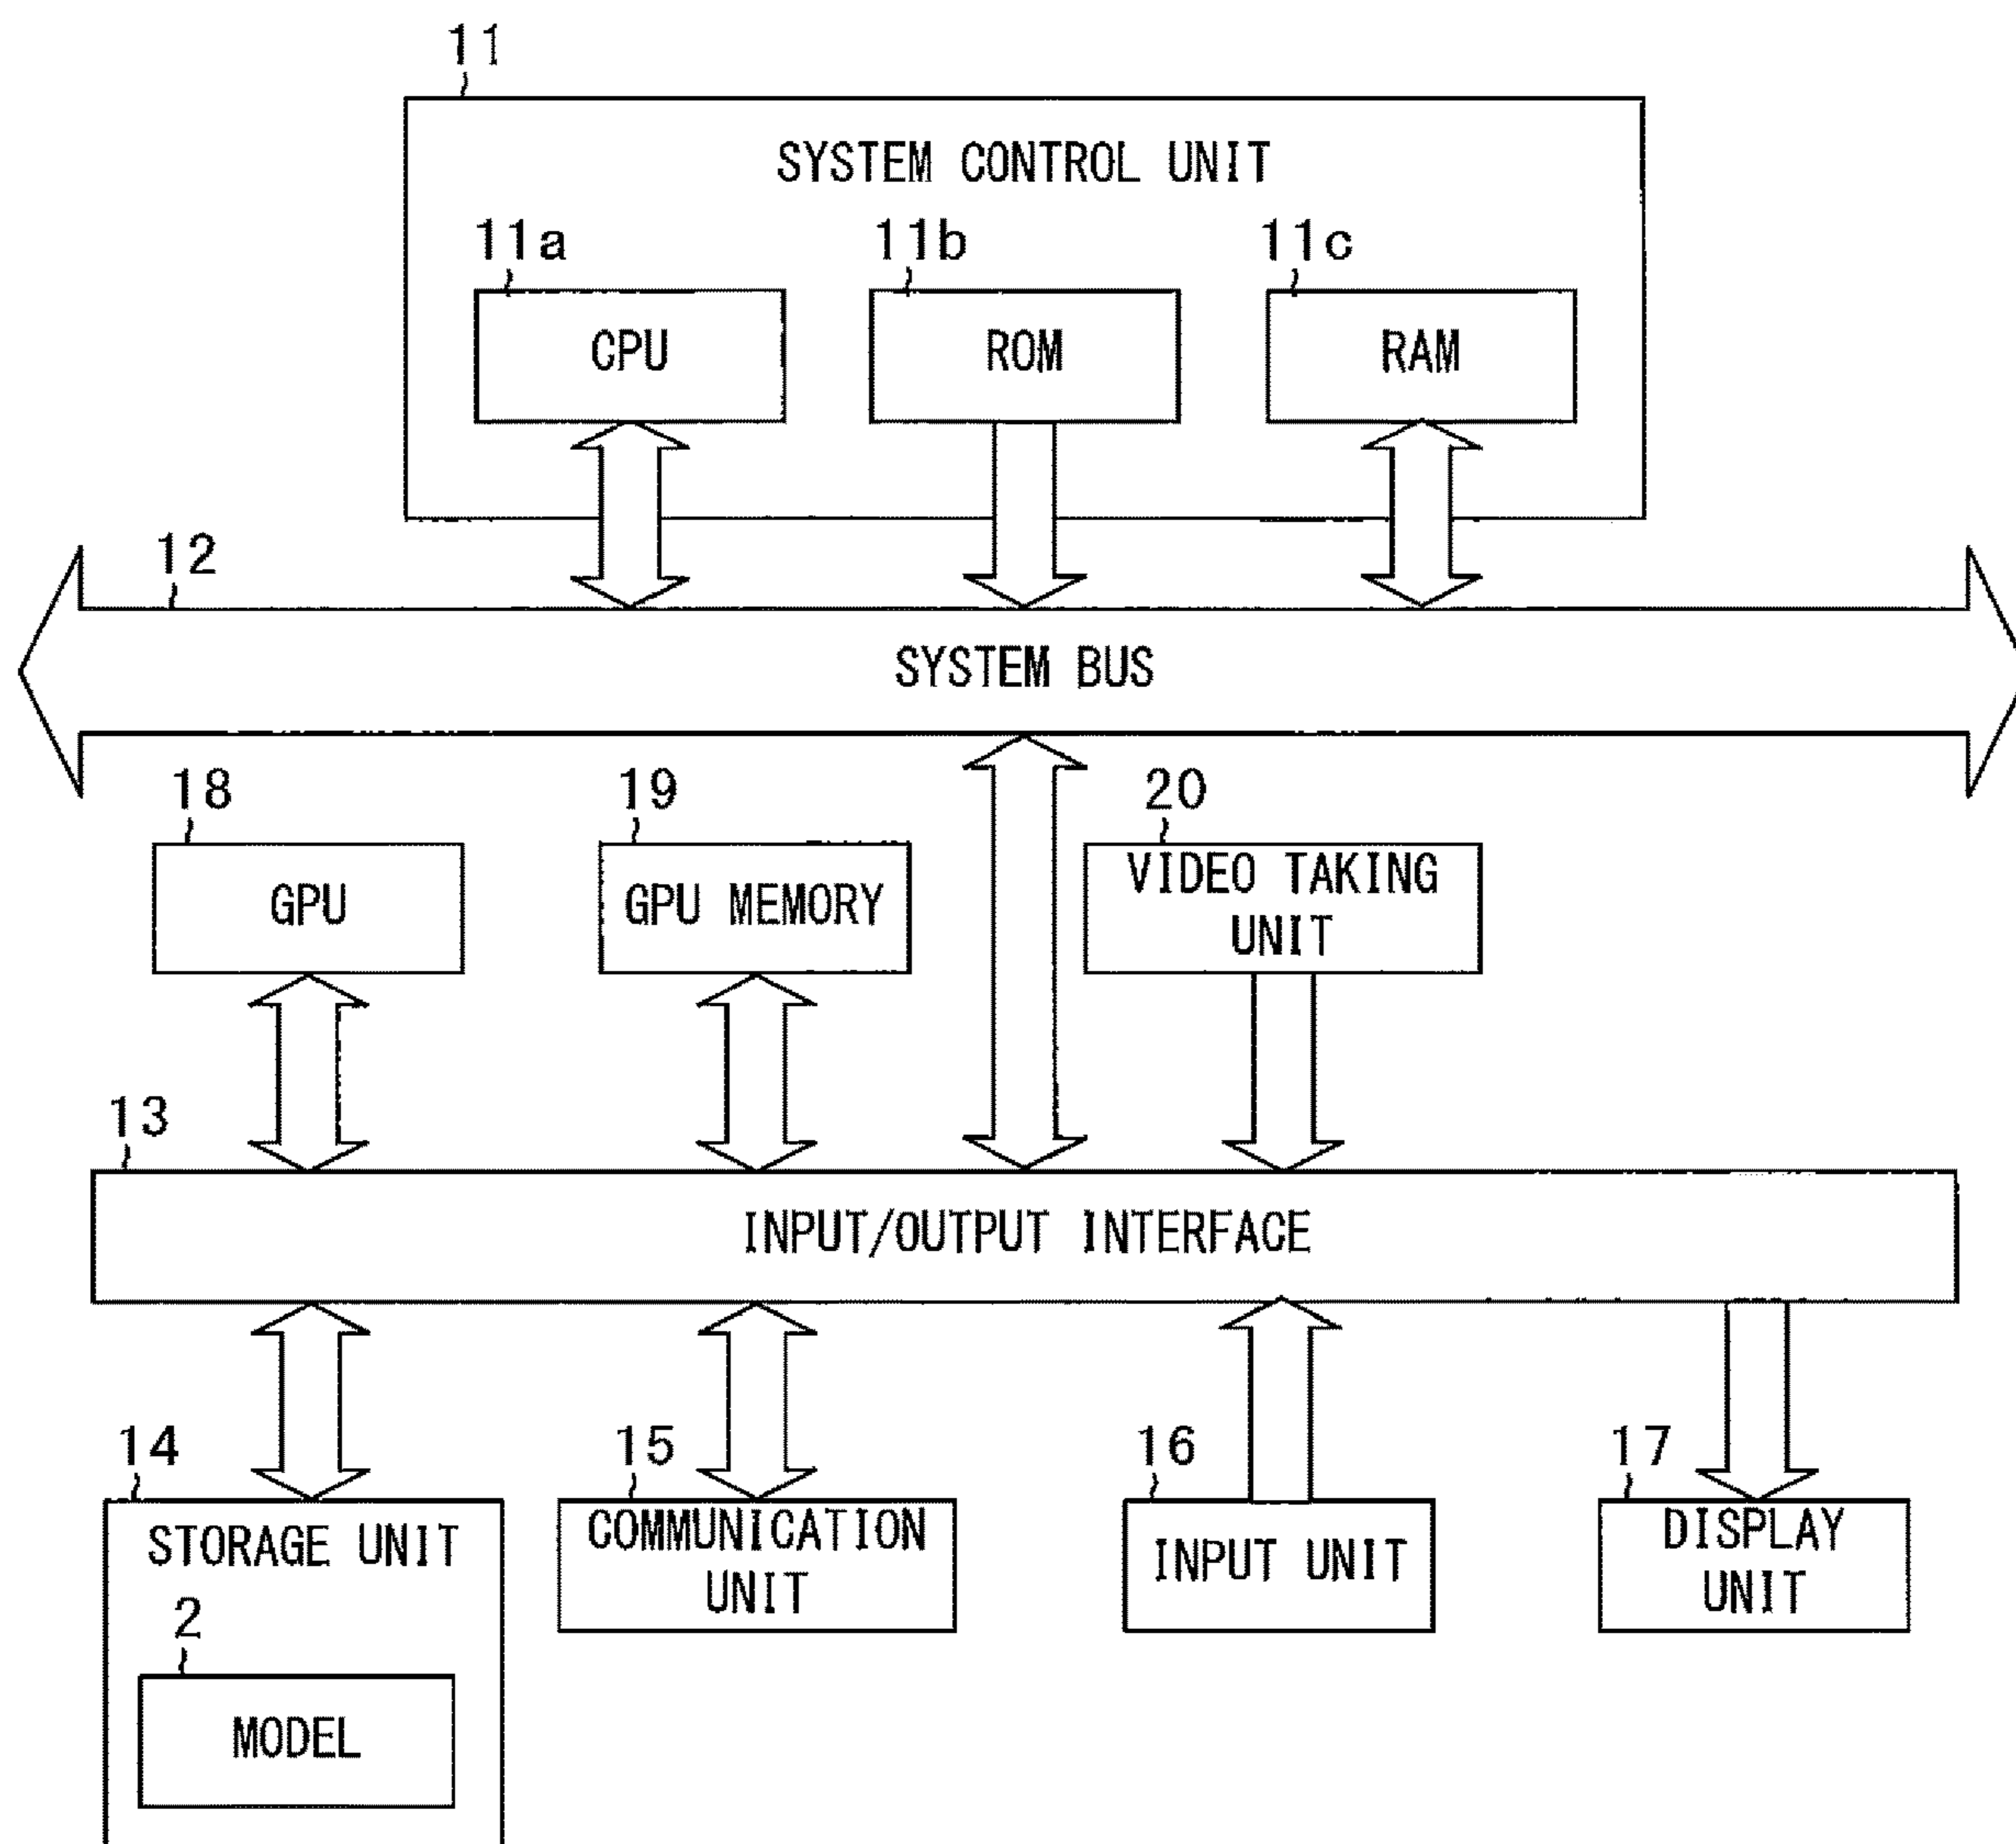 11
SYSTEM CONTROL UNIT
11a
11b
11c
CPU
ROM
RAM
12
SYSTEM BUS
18
19
20
GPU
GPU MEMORY
VIDEO TAKING
UNIT
13
INPUT/OUTPUT INTERFACE
14
15
16
17
STORAGE UNIT
COMMUNICATION
UNIT
INPUT UNIT
DISPLAY
UNIT
2
MODEL